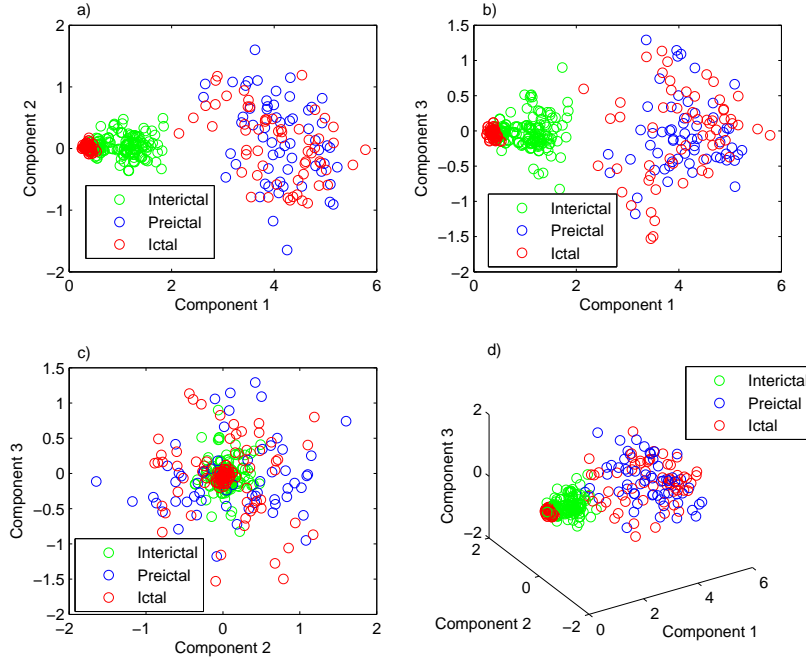 a)
2
1
0
−1
−2
Component 2
0
2
4
6
Component 1
Interictal
Preictal
Ictal
b)
1.5
1
0.5
0
−0.5
−1
−1.5
−2
Component 3
0
2
4
6
Component 1
Interictal
Preictal
Ictal
c)
1.5
1
0.5
0
−0.5
−1
−1.5
−2
Component 3
−2
−1
0
1
2
Component 2
Interictal
Preictal
Ictal
d)
Interictal
Preictal
Ictal
2
0
−2
Component 3
2
0
−2
Component 2
0
2
4
6
Component 1